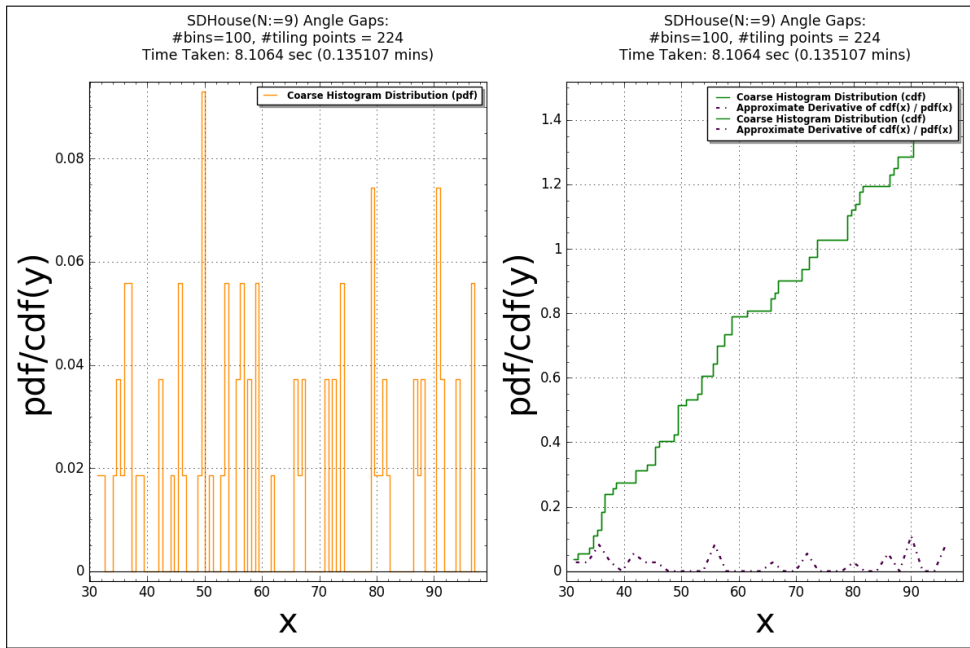 SDHouse(N:=9) Angle Gaps:
#bins=100, #tiling points = 224
Time Taken: 8.1064 sec (0.135107 mins)
Coarse Histogram Distribution (pdf)
0.08
0.06
0.04
0.02
0
pdf/cdf(y)
30 40 50 60 70 80 90
x
SDHouse(N:=9) Angle Gaps:
#bins=100, #tiling points = 224
Time Taken: 8.1064 sec (0.135107 mins)
Coarse Histogram Distribution (cdf)
Approximate Derivative of cdf(x) / pdf(x)
Coarse Histogram Distribution (cdf)
Approximate Derivative of cdf(x) / pdf(x)
1.4
1.2
1
0.8
0.6
0.4
0.2
0
pdf/cdf(y)
30 40 50 60 70 80 90
x